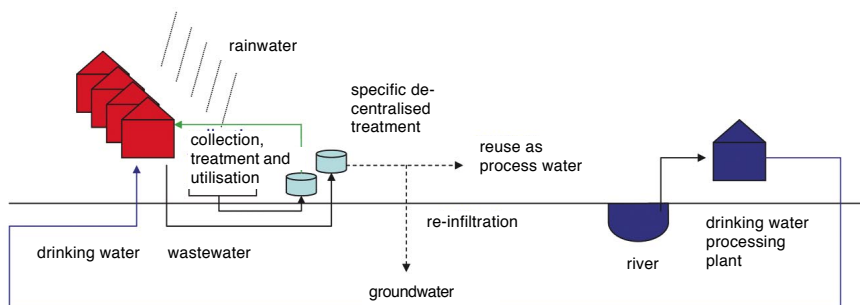 rainwater
specific de-
centralised
treatment
collection,
treatment and
utilisation
reuse as
process water
re-infiltration
drinking water
wastewater
groundwater
river
drinking water
processing
plant